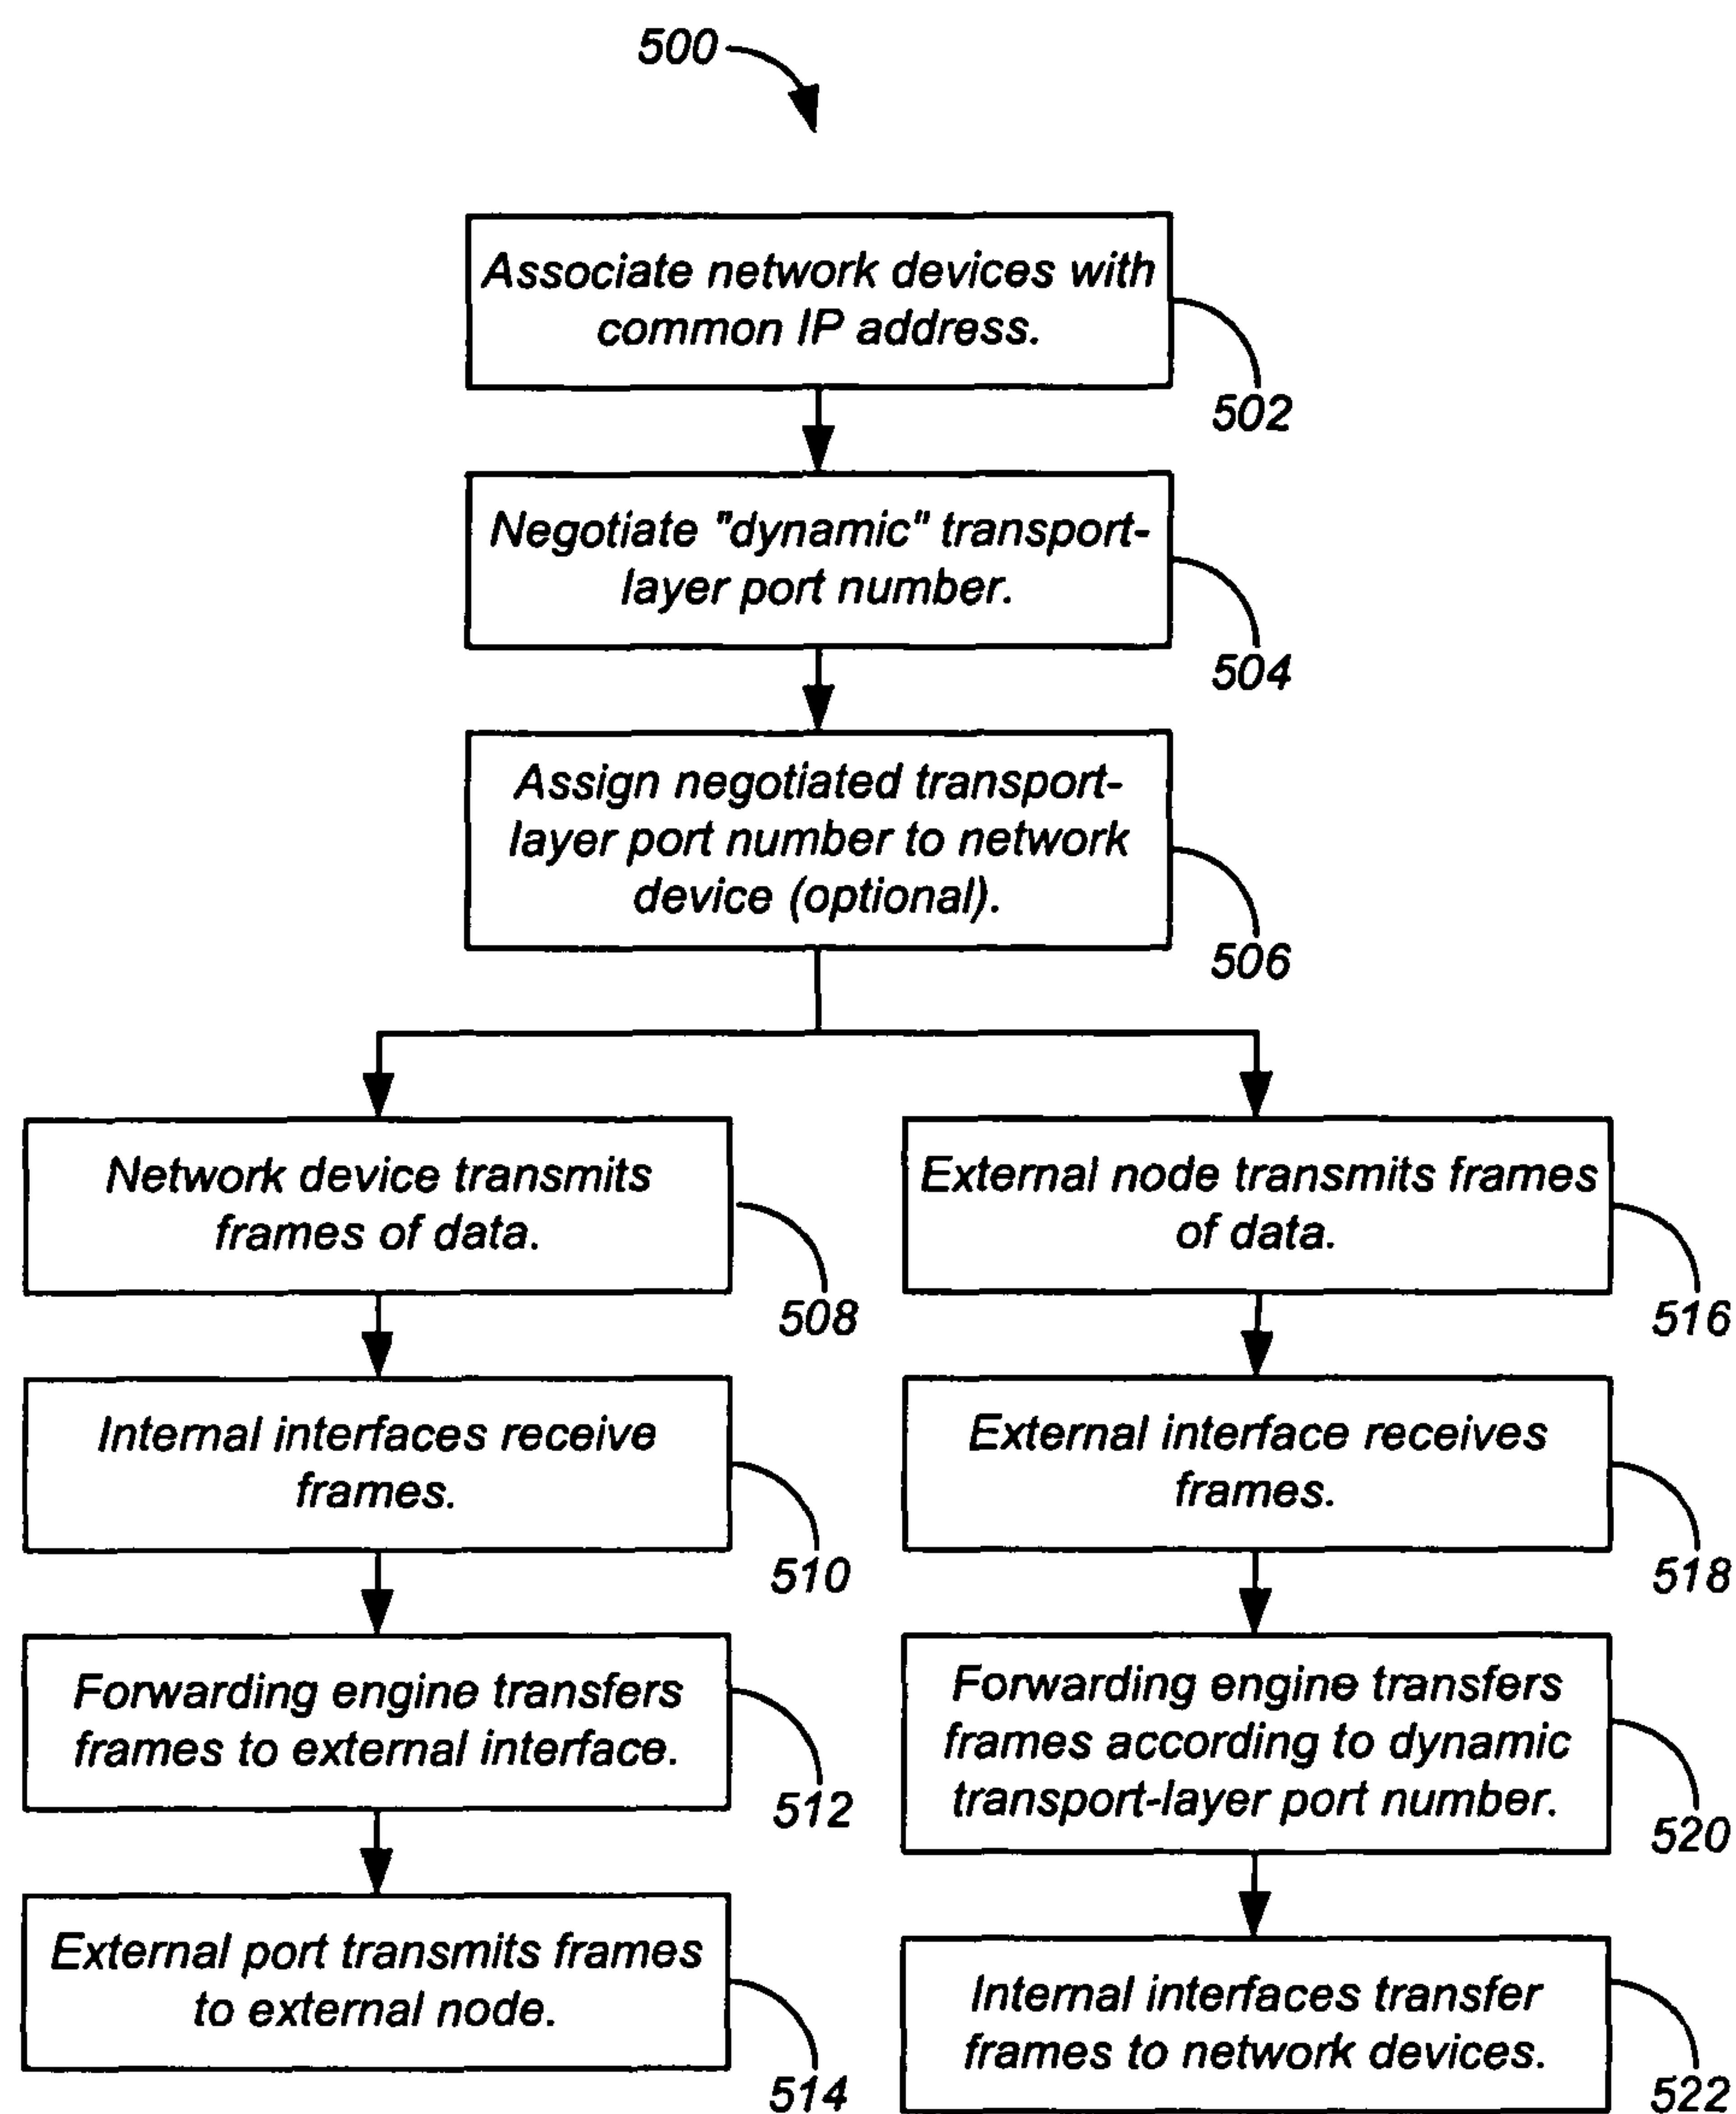 500
Associate network devices with
common IP address.
502
Negotiate "dynamic" transport-
layer port number.
504
Assign negotiated transport-
layer port number to network
device (optional).
506
Network device transmits
frames of data.
508
Internal interfaces receive
frames.
510
Forwarding engine transfers
frames to external interface.
512
External port transmits frames
to external node.
514
External node transmits frames
of data.
516
External interface receives
frames.
518
Forwarding engine transfers
frames according to dynamic
transport-layer port number.
520
Internal interfaces transfer
frames to network devices.
522